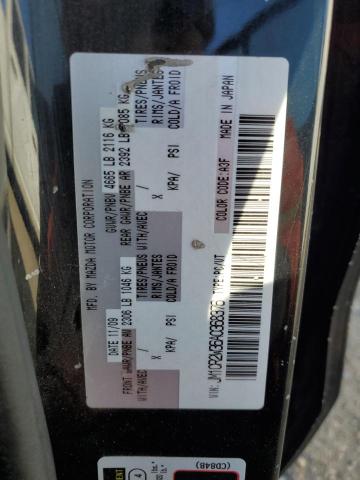 MFD. BY MAZDA MOTOR CORPORATION
DATE 11/09
GVWR/PNBV 4665 LB 2116 KG
FRONT GAWR/PNBE AV 2306 LB 1046 KG
REAR GAWR/PNBE AR 2392 LB 1085 KG
WITH/AVEC TIRES/PNEUS
RIMS/JANTES
KPA/ PSI COLD/A FROID
WITH/AVEC TIRES/PNEUS
RIMS/JANTES
KPA/ PSI COLD/A FROID
MADE IN JAPAN
COLOR CODE:A3F
VIN: TYPE:PC/VT
(CD84B)